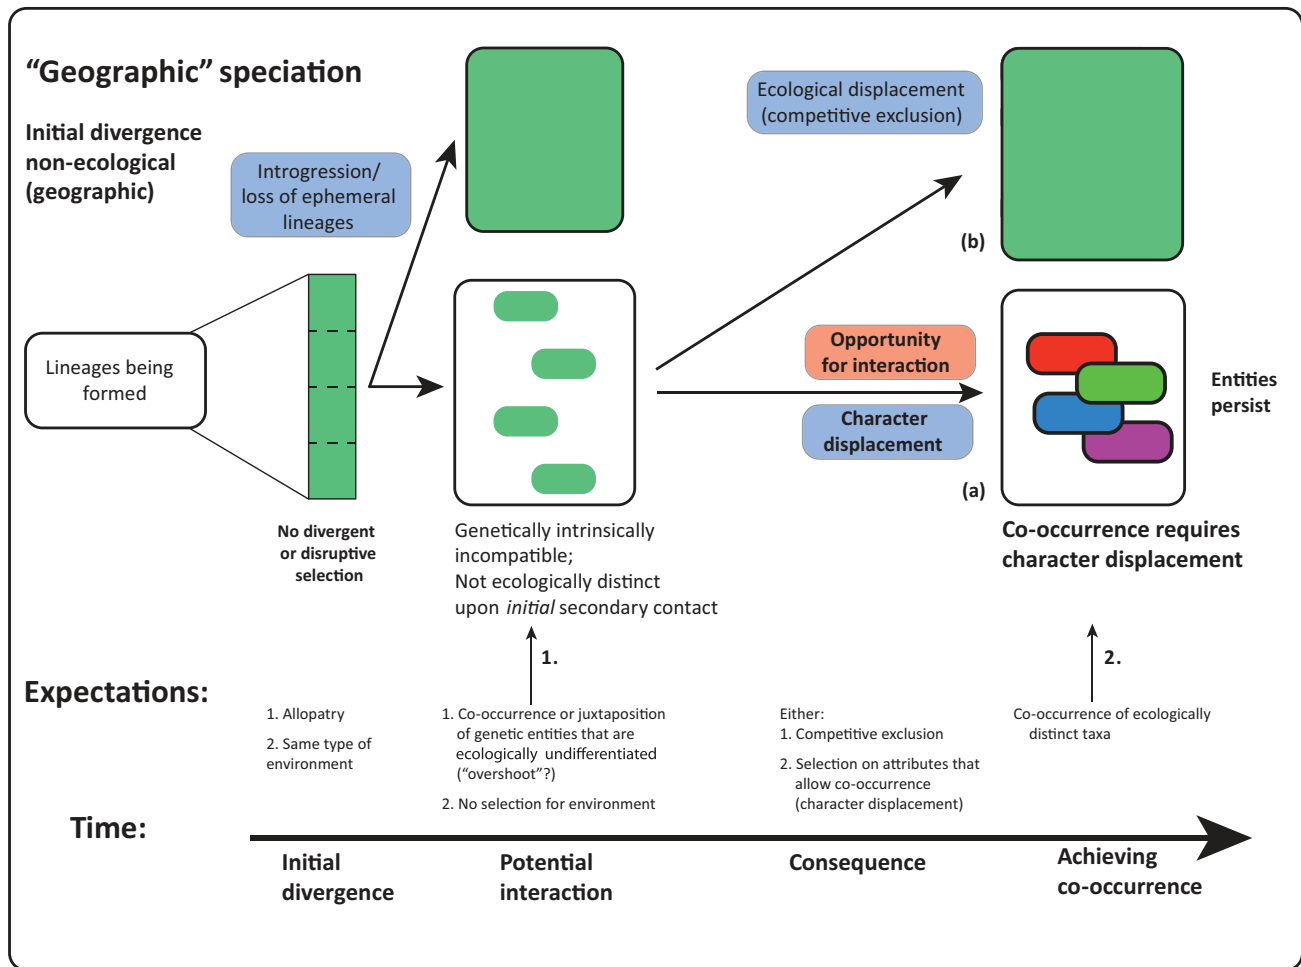 “Geographic” speciation
Initial divergence
non-ecological
(geographic)
Introgression/
loss of ephemeral
lineages
Ecological displacement
(competitive exclusion)
(b)
Lineages being
formed
Opportunity
for interaction
Character
displacement
Entities
persist
(a)
No divergent
or disruptive
selection
Genetically intrinsically
incompatible;
Not ecologically distinct
upon initial secondary contact
Co-occurrence requires
character displacement
1.
2.
Expectations:
1. Allopatry
2. Same type of
environment
1. Co-occurrence or juxtaposition
of genetic entities that are
ecologically undifferentiated
(“overshoot”?)
2. No selection for environment
Either:
1. Competitive exclusion
2. Selection on attributes that
allow co-occurrence
(character displacement)
Co-occurrence of ecologically
distinct taxa
Time:
Initial
divergence
Potential
interaction
Consequence
Achieving
co-occurrence